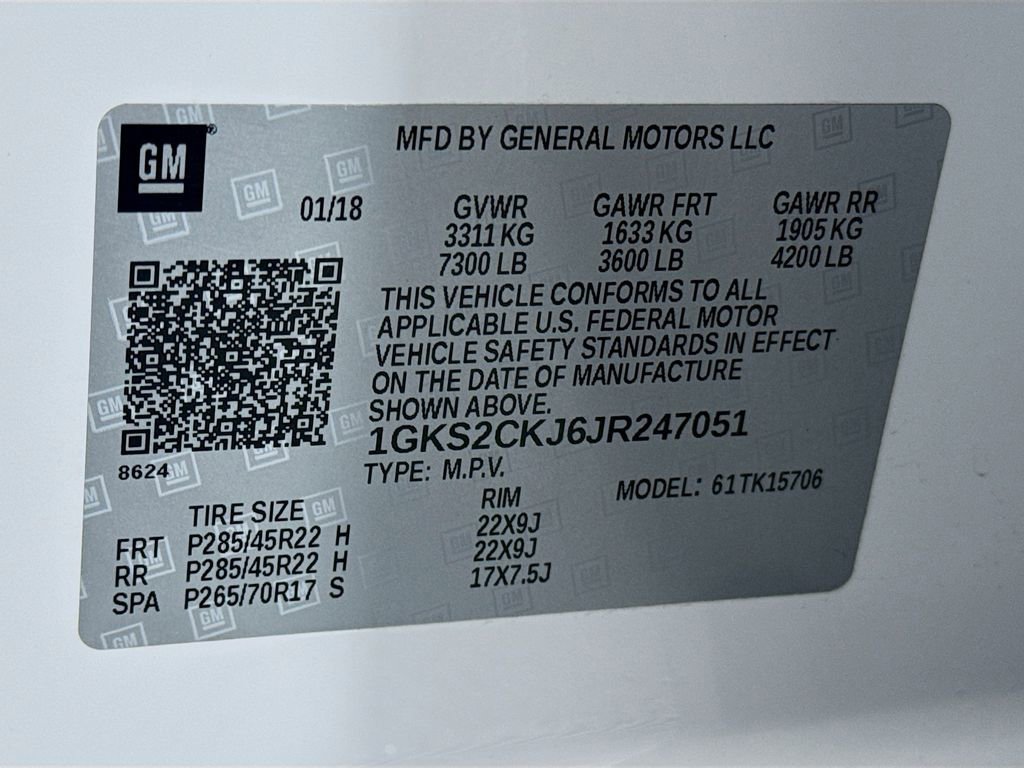 GM
MFD BY GENERAL MOTORS LLC
01/18
GVWR GAWR FRT GAWR RR
3311 KG 1633 KG 1905 KG
7300 LB 3600 LB 4200 LB
THIS VEHICLE CONFORMS TO ALL
APPLICABLE U.S. FEDERAL MOTOR
VEHICLE SAFETY STANDARDS IN EFFECT
ON THE DATE OF MANUFACTURE
SHOWN ABOVE.
1GKS2CKJ6JR247051
8624
TYPE: M.P.V. MODEL: 61TK15706
TIRE SIZE RIM
FRT P285/45R22 H 22X9J
RR P285/45R22 H 22X9J
SPA P265/70R17 S 17X7.5J